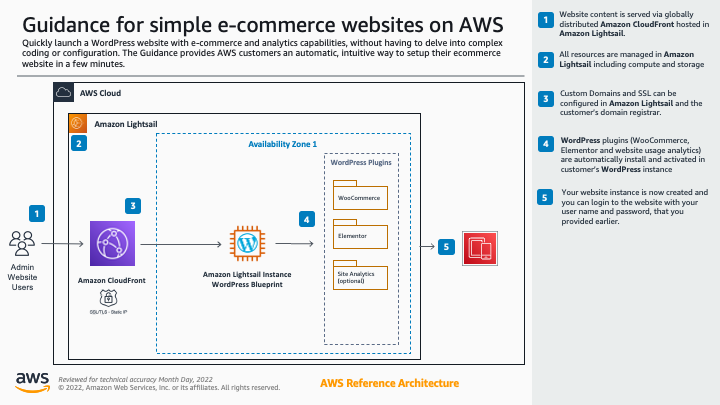 Guidance for simple e-commerce websites on AWS
Quickly launch a WordPress website with e-commerce and analytics capabilities, without having to delve into complex
coding or configuration. The Guidance provides AWS customers an automatic, intuitive way to setup their ecommerce
website in a few minutes.
AWS Cloud
Amazon Lightsail
2
Availability Zone 1
WordPress Plugins
WooCommerce
Elementor
Site Analytics
(optional)
1
3
4
5
Admin
Website
Users
Amazon CloudFront
SSL/TLS - Static IP
Amazon Lightsail Instance
WordPress Blueprint
1
Website content is served via globally
distributed Amazon CloudFront hosted in
Amazon Lightsail.
2
All resources are managed in Amazon
Lightsail including compute and storage
3
Custom Domains and SSL can be
configured in Amazon Lightsail and the
customer's domain registrar.
4
WordPress plugins (WooCommerce,
Elementor and website usage analytics)
are automatically install and activated in
customer's WordPress instance
5
Your website instance is now created and
you can login to the website with your
user name and password, that you
provided earlier.
aws
Reviewed for technical accuracy Month Day, 2022
© 2022, Amazon Web Services, Inc. or its affiliates. All rights reserved.
AWS Reference Architecture